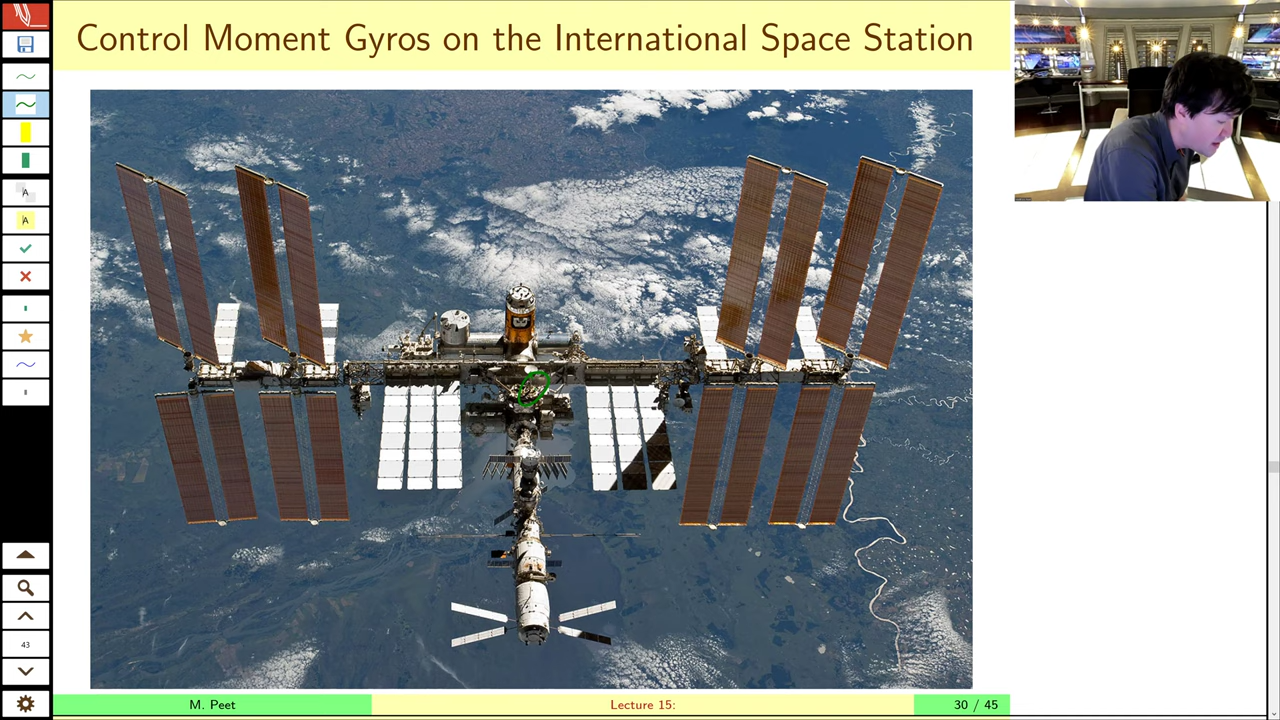 Control Moment Gyros on the International Space Station
A
A
43
M. Peet
Lecture 15:
30 / 45